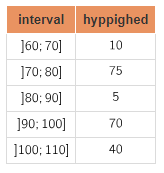 interval hyppighed
]60; 70] 10
]70; 80] 75
]80; 90] 5
]90; 100] 70
]100; 110] 40